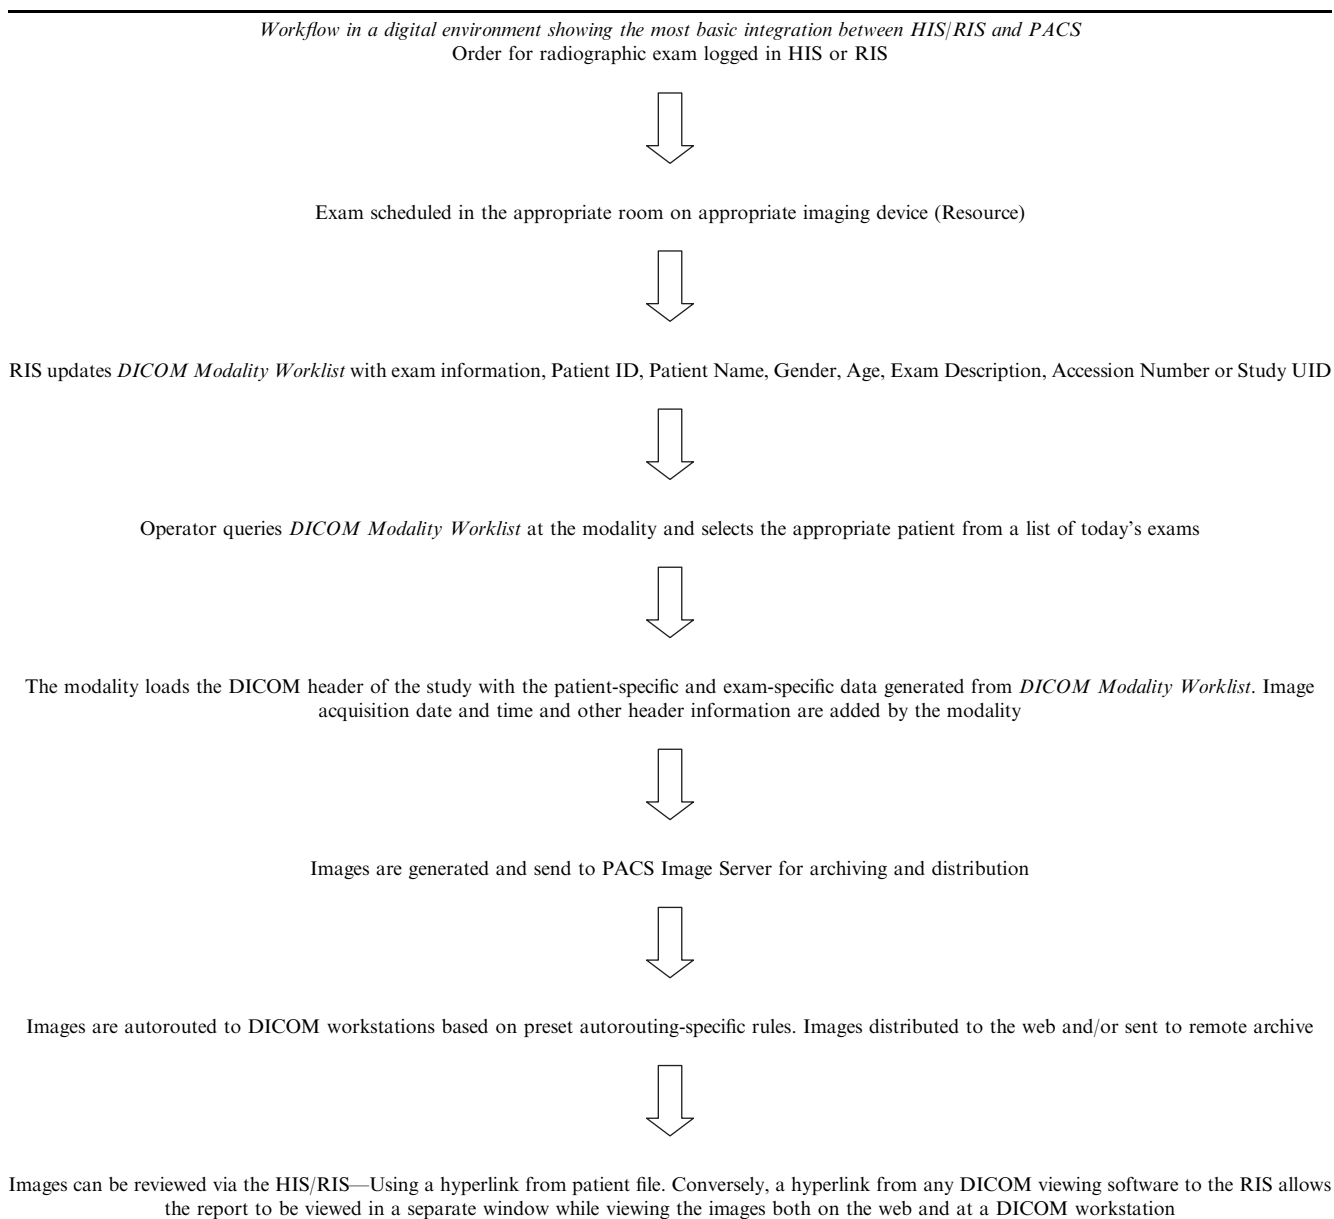 Workflow in a digital environment showing the most basic integration between HIS/RIS and PACS
Order for radiographic exam logged in HIS or RIS
Exam scheduled in the appropriate room on appropriate imaging device (Resource)
RIS updates DICOM Modality Worklist with exam information, Patient ID, Patient Name, Gender, Age, Exam Description, Accession Number or Study UID
Operator queries DICOM Modality Worklist at the modality and selects the appropriate patient from a list of today's exams
The modality loads the DICOM header of the study with the patient-specific and exam-specific data generated from DICOM Modality Worklist. Image
acquisition date and time and other header information are added by the modality
Images are generated and send to PACS Image Server for archiving and distribution
Images are autorouted to DICOM workstations based on preset autorouting-specific rules. Images distributed to the web and/or sent to remote archive
Images can be reviewed via the HIS/RIS—Using a hyperlink from patient file. Conversely, a hyperlink from any DICOM viewing software to the RIS allows
the report to be viewed in a separate window while viewing the images both on the web and at a DICOM workstation